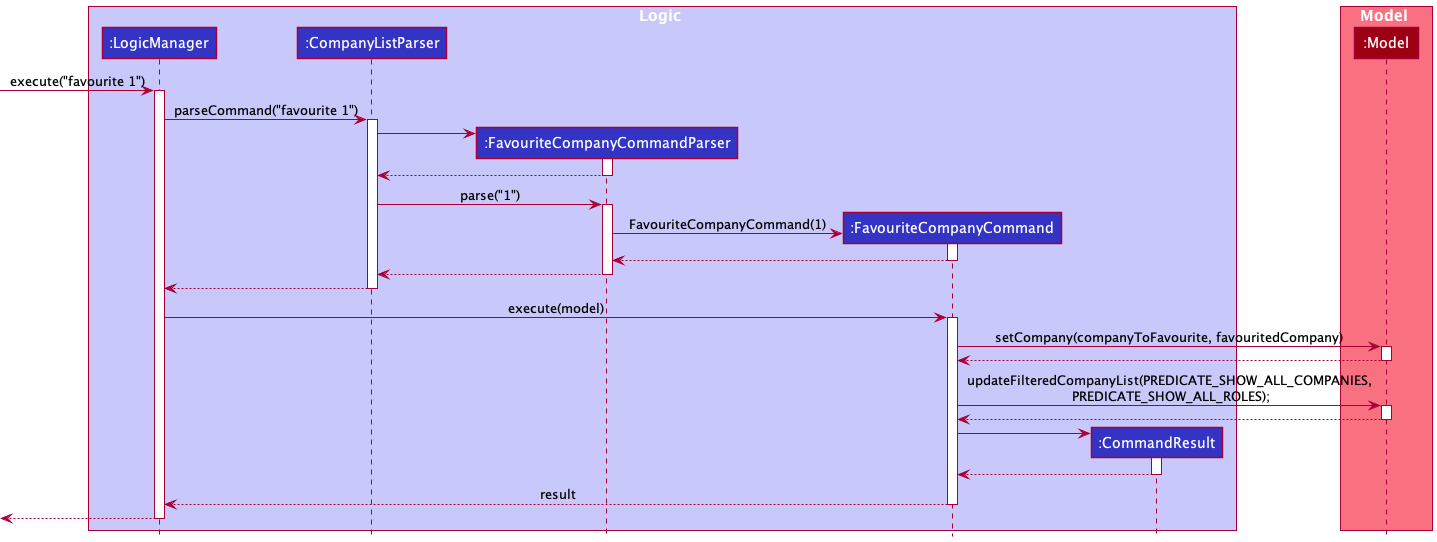 Logic
Model
:LogicManager
:CompanyListParser
:Model
execute("favourite 1")
parseCommand("favourite 1")
:FavouriteCompanyCommandParser
parse("1")
FavouriteCompanyCommand(1)
:FavouriteCompanyCommand
execute(model)
setCompany(companyToFavourite, favouritedCompany)
updateFilteredCompanyList(PREDICATE_SHOW_ALL_COMPANIES,
PREDICATE_SHOW_ALL_ROLES);
:CommandResult
result